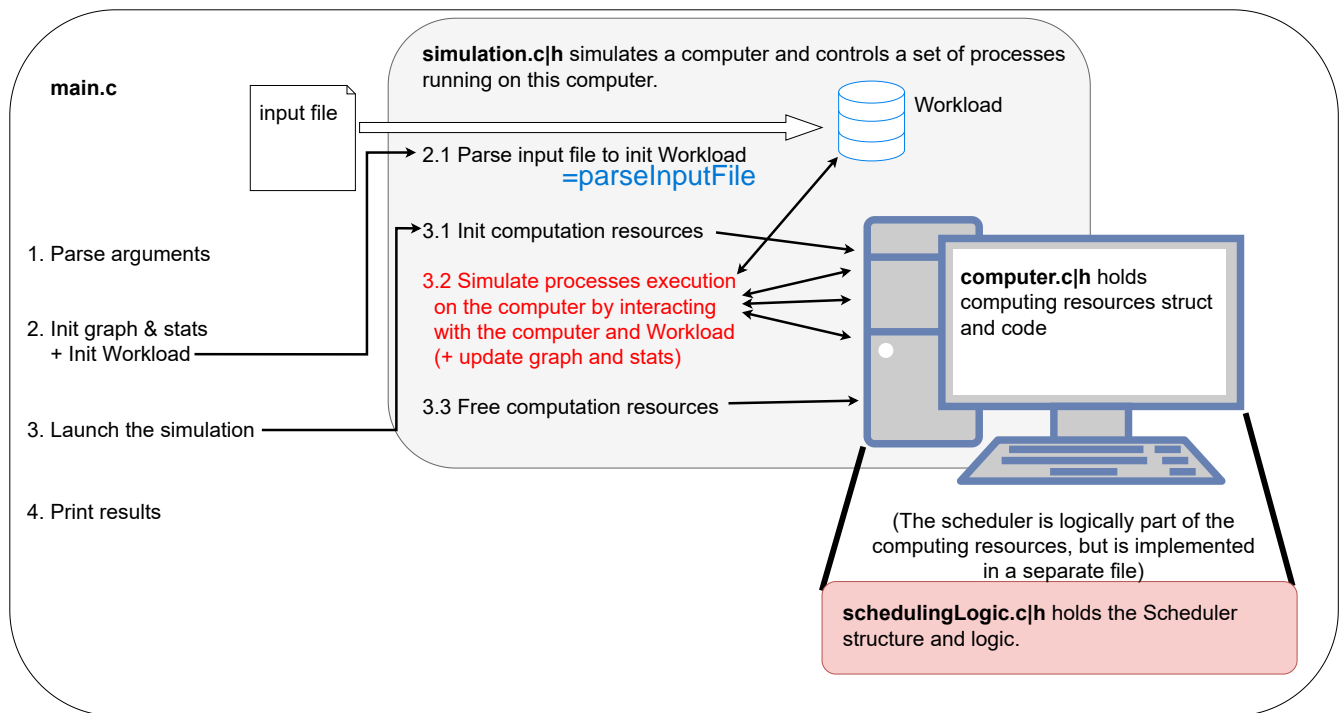 main.c
simulation.c|h simulates a computer and controls a set of processes
running on this computer.
input file
Workload
2.1 Parse input file to init Workload
=parseInputFile
1. Parse arguments
2. Init graph & stats
+ Init Workload
3. Launch the simulation
4. Print results
3.1 Init computation resources
3.2 Simulate processes execution
on the computer by interacting
with the computer and Workload
(+ update graph and stats)
3.3 Free computation resources
computer.c|h holds
computing resources struct
and code
(The scheduler is logically part of the
computing resources, but is implemented
in a separate file)
schedulingLogic.c|h holds the Scheduler
structure and logic.